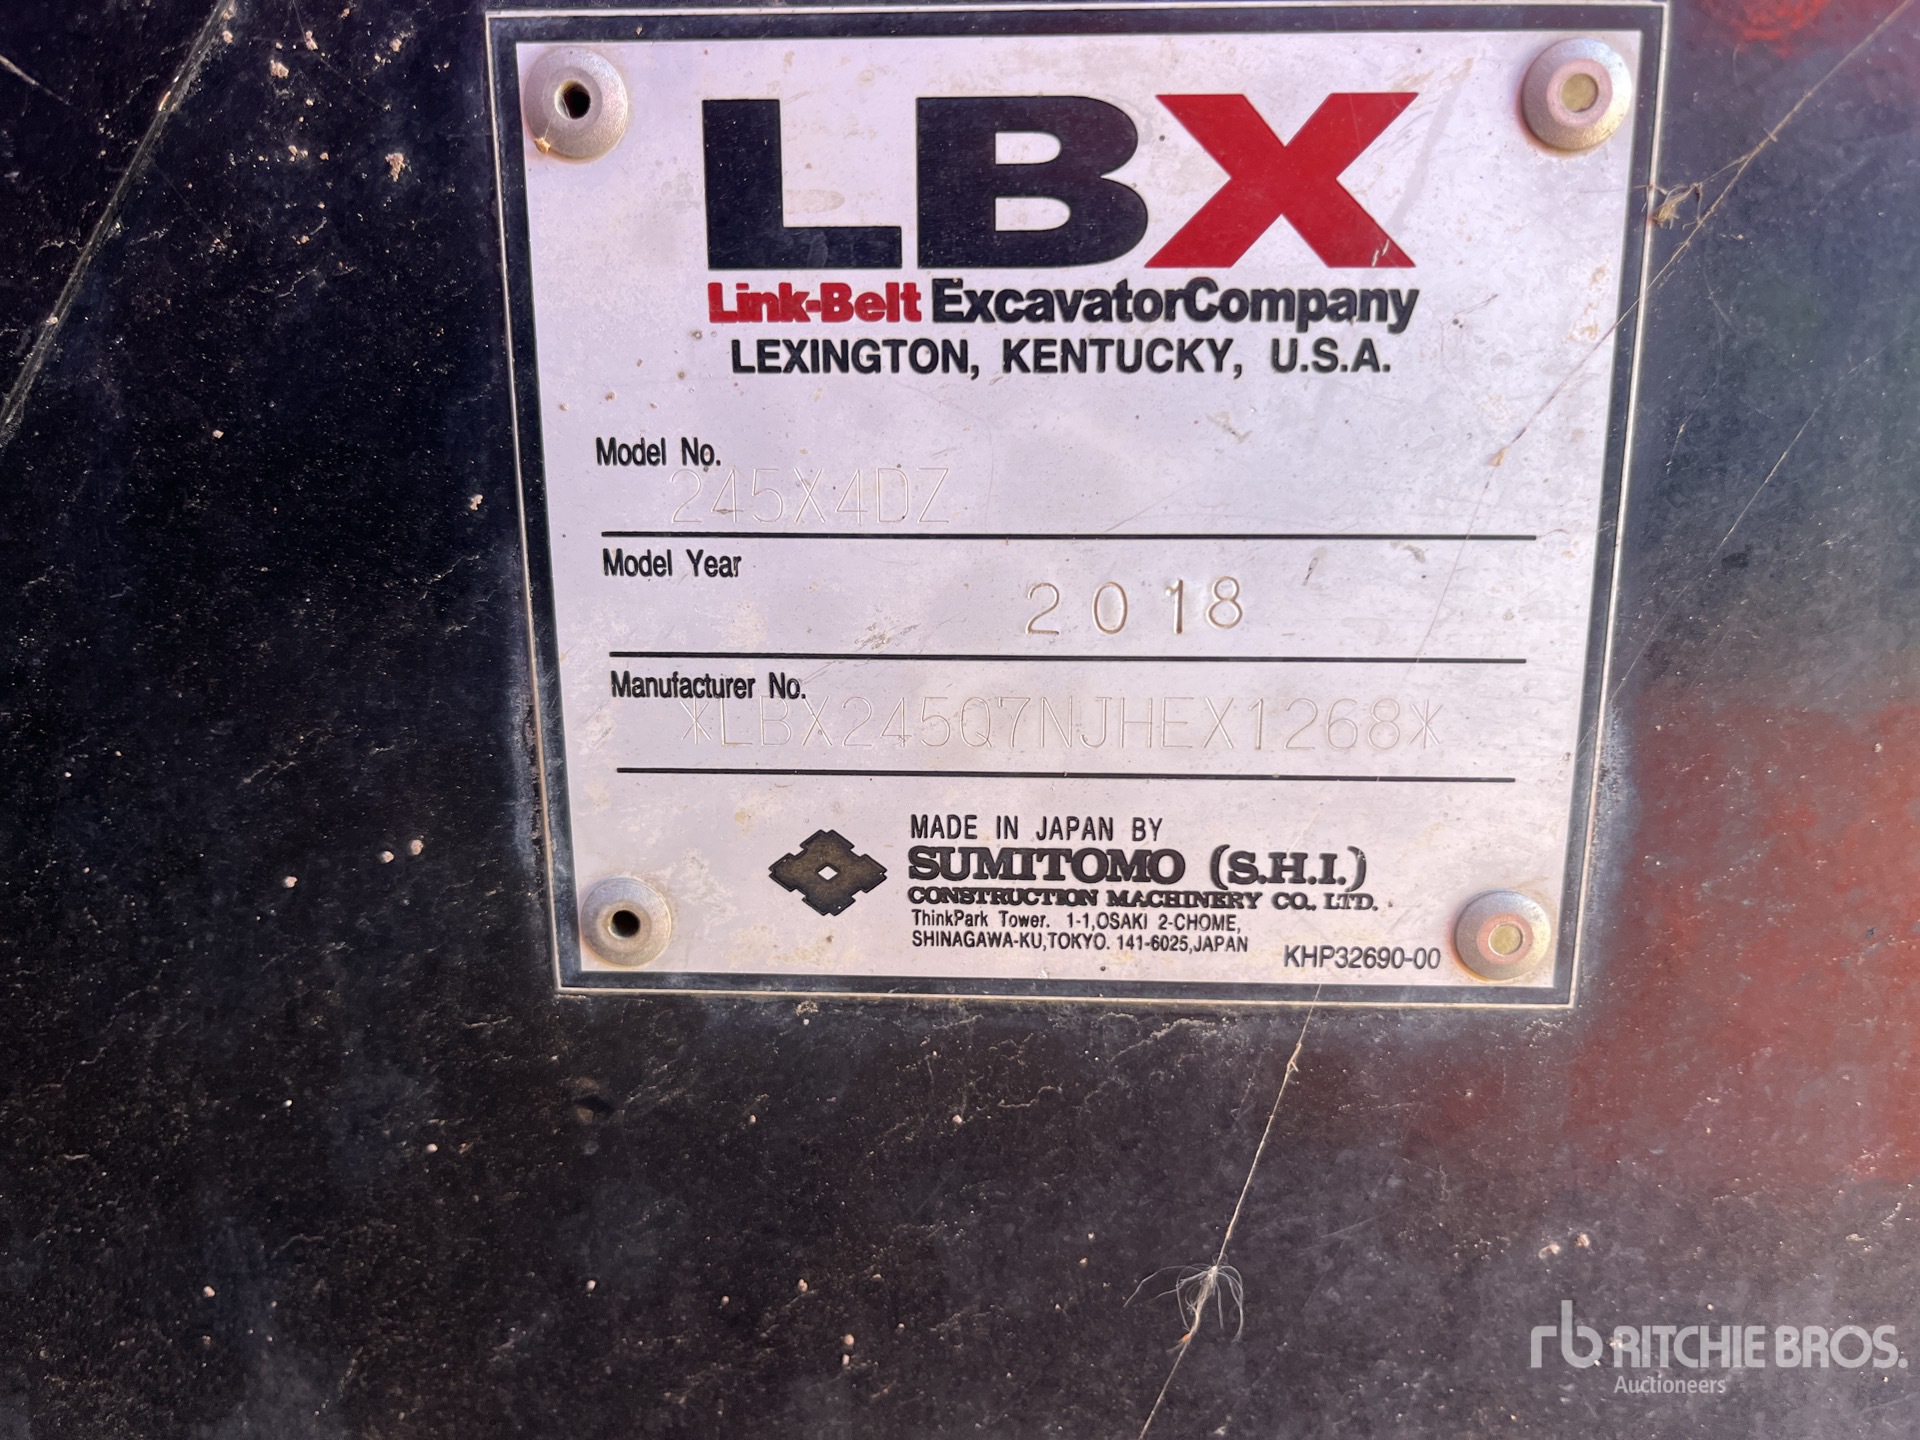 LBX
Link-Belt ExcavatorCompany
LEXINGTON, KENTUCKY, U.S.A.
Model No.
245X4DZ
Model Year
2018
Manufacturer No.
*LBX245Q7NJHEX1268*
MADE IN JAPAN BY
SUMITOMO (S.H.I.)
CONSTRUCTION MACHINERY CO., LTD.
ThinkPark Tower. 1-1,OSAKI 2-CHOME,
SHINAGAWA-KU,TOKYO. 141-6025,JAPAN
KHP32690-00
rb RITCHIE BROS.
Auctioneers